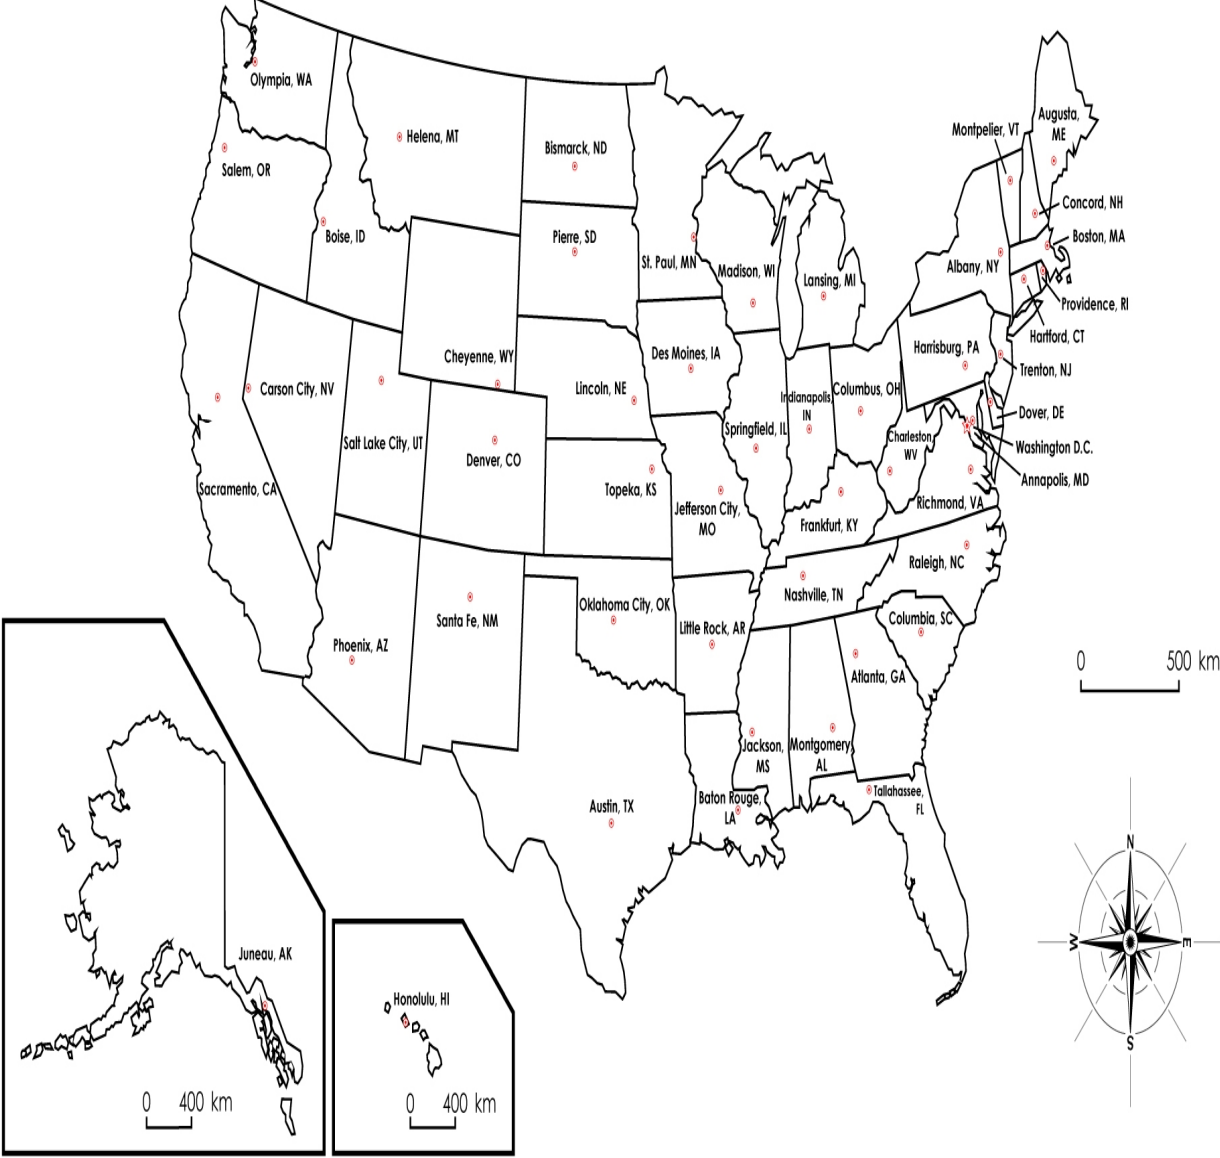 Olympia, WA
Salem, OR
Helena, MT
Boise, ID
Bismarck, ND
Pierre, SD
St. Paul, MN
Madison, WI
Lansing, MI
Montpelier, VT
Augusta,
ME
Concord, NH
Boston, MA
Albany, NY
Providence, RI
Hartford, CT
Harrisburg, PA
Trenton, NJ
Dover, DE
Washington D.C.
Annapolis, MD
Cheyenne, WY
Carson City, NV
Salt Lake City, UT
Sacramento, CA
Denver, CO
Lincoln, NE
Des Moines, IA
Topeka, KS
Springfield, IL
Indianapolis,
IN
Columbus, OH
Charleston,
WV
Jefferson City,
MO
Frankfurt, KY
Richmond, VA
Raleigh, NC
Nashville, TN
Columbia, SC
Phoenix, AZ
Santa Fe, NM
Oklahoma City, OK
Little Rock, AR
Atlanta, GA
Jackson,
MS
Montgomery,
AL
Austin, TX
Baton Rouge,
LA
Tallahassee,
FL
0 500 km
N
W
E
S
Juneau, AK
0 400 km
Honolulu, HI
0 400 km